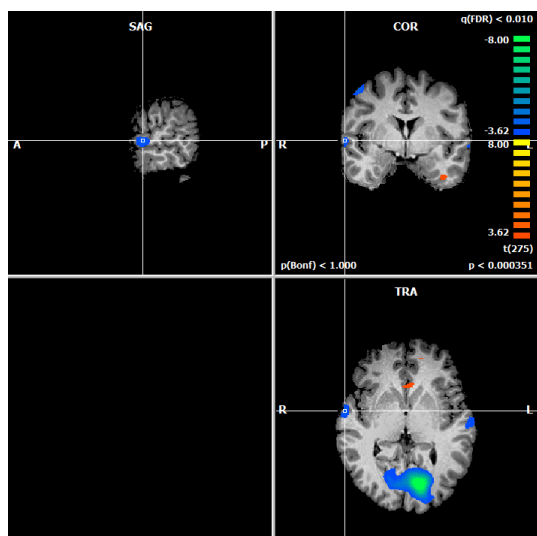 SAG
A
P
COR
q(FDR) < 0.010
-8.00
-3.62
8.00
3.62
t(275)
R
L
p(Bonf) < 1.000
p < 0.000351
TRA
R
L